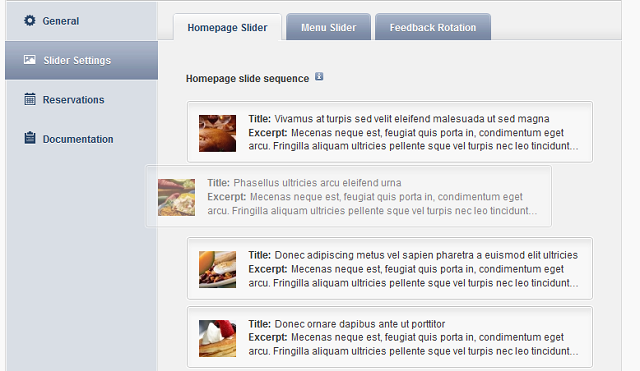 General
Slider Settings
Reservations
Documentation
Homepage Slider
Menu Slider
Feedback Rotation
Homepage slide sequence
Title: Vivamus at turpis sed velit eleifend malesuada ut sed magna
Excerpt: Mecenas neque est, feugiat quis porta in, condimentum eget
arcu. Fringilla aliquam ultricies pellente sque vel turpis nec leo tincidunt...
Title: Phasellus ultricies arcu eleifend urna
Excerpt: Mecenas neque est, feugiat quis porta in, condimentum eget
arcu. Fringilla aliquam ultricies pellente sque vel turpis nec leo tincidunt...
Title: Donec adipiscing metus vel sapien pharetra a euismod elit ultricies
Excerpt: Mecenas neque est, feugiat quis porta in, condimentum eget
arcu. Fringilla aliquam ultricies pellente sque vel turpis nec leo tincidunt...
Title: Donec ornare dapibus ante ut porttitor
Excerpt: Mecenas neque est, feugiat quis porta in, condimentum eget
arcu. Fringilla aliquam ultricies pellente sque vel turpis nec leo tincidunt...